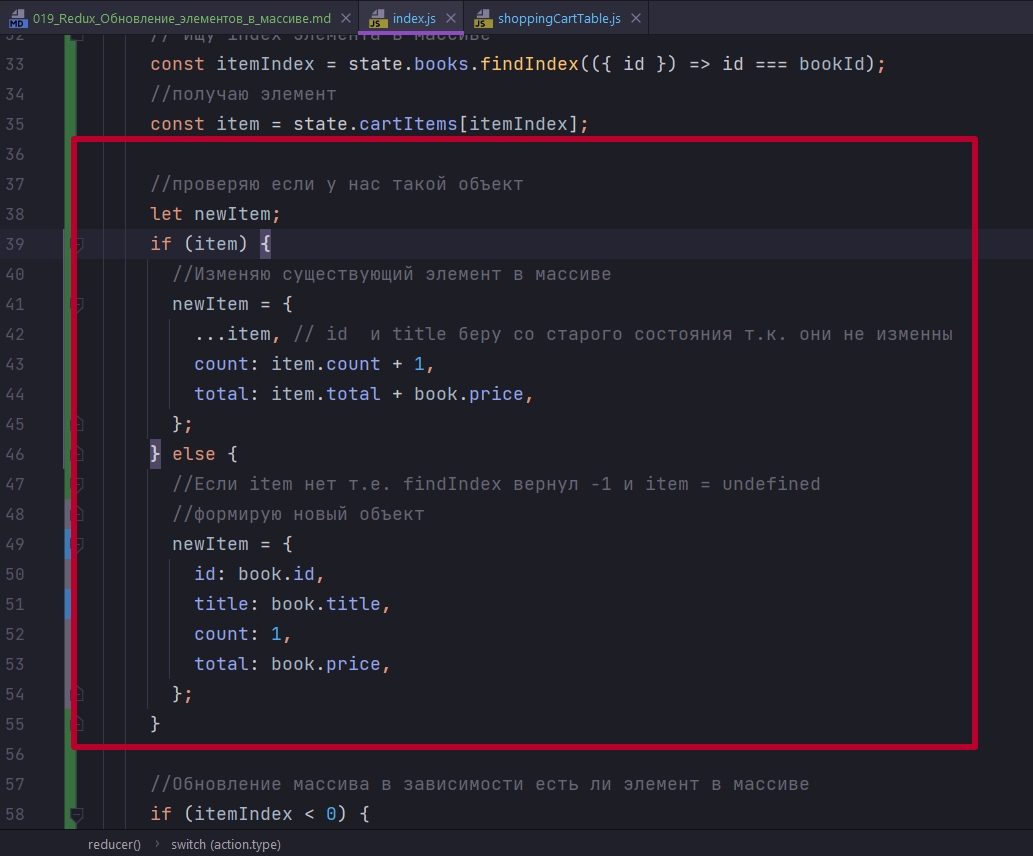 019_Redux_Обновление_элементов_в_массиве.md index.js shoppingCartTable.js
32 // ищу index элемента в массиве
33 const itemIndex = state.books.findIndex(({ id }) => id === bookId);
34 //получаю элемент
35 const item = state.cartItems[itemIndex];
36
37 //проверяю если у нас такой объект
38 let newItem;
39 if (item) {
40 //Изменяю существующий элемент в массиве
41 newItem = {
42 ...item, // id  и title беру со старого состояния т.к. они не изменны
43 count: item.count + 1,
44 total: item.total + book.price,
45 };
46 } else {
47 //Если item нет т.е. findIndex вернул -1 и item = undefined
48 //формирую новый объект
49 newItem = {
50 id: book.id,
51 title: book.title,
52 count: 1,
53 total: book.price,
54 };
55 }
56
57 //Обновление массива в зависимости есть ли элемент в массиве
58 if (itemIndex < 0) {
reducer() › switch (action.type)